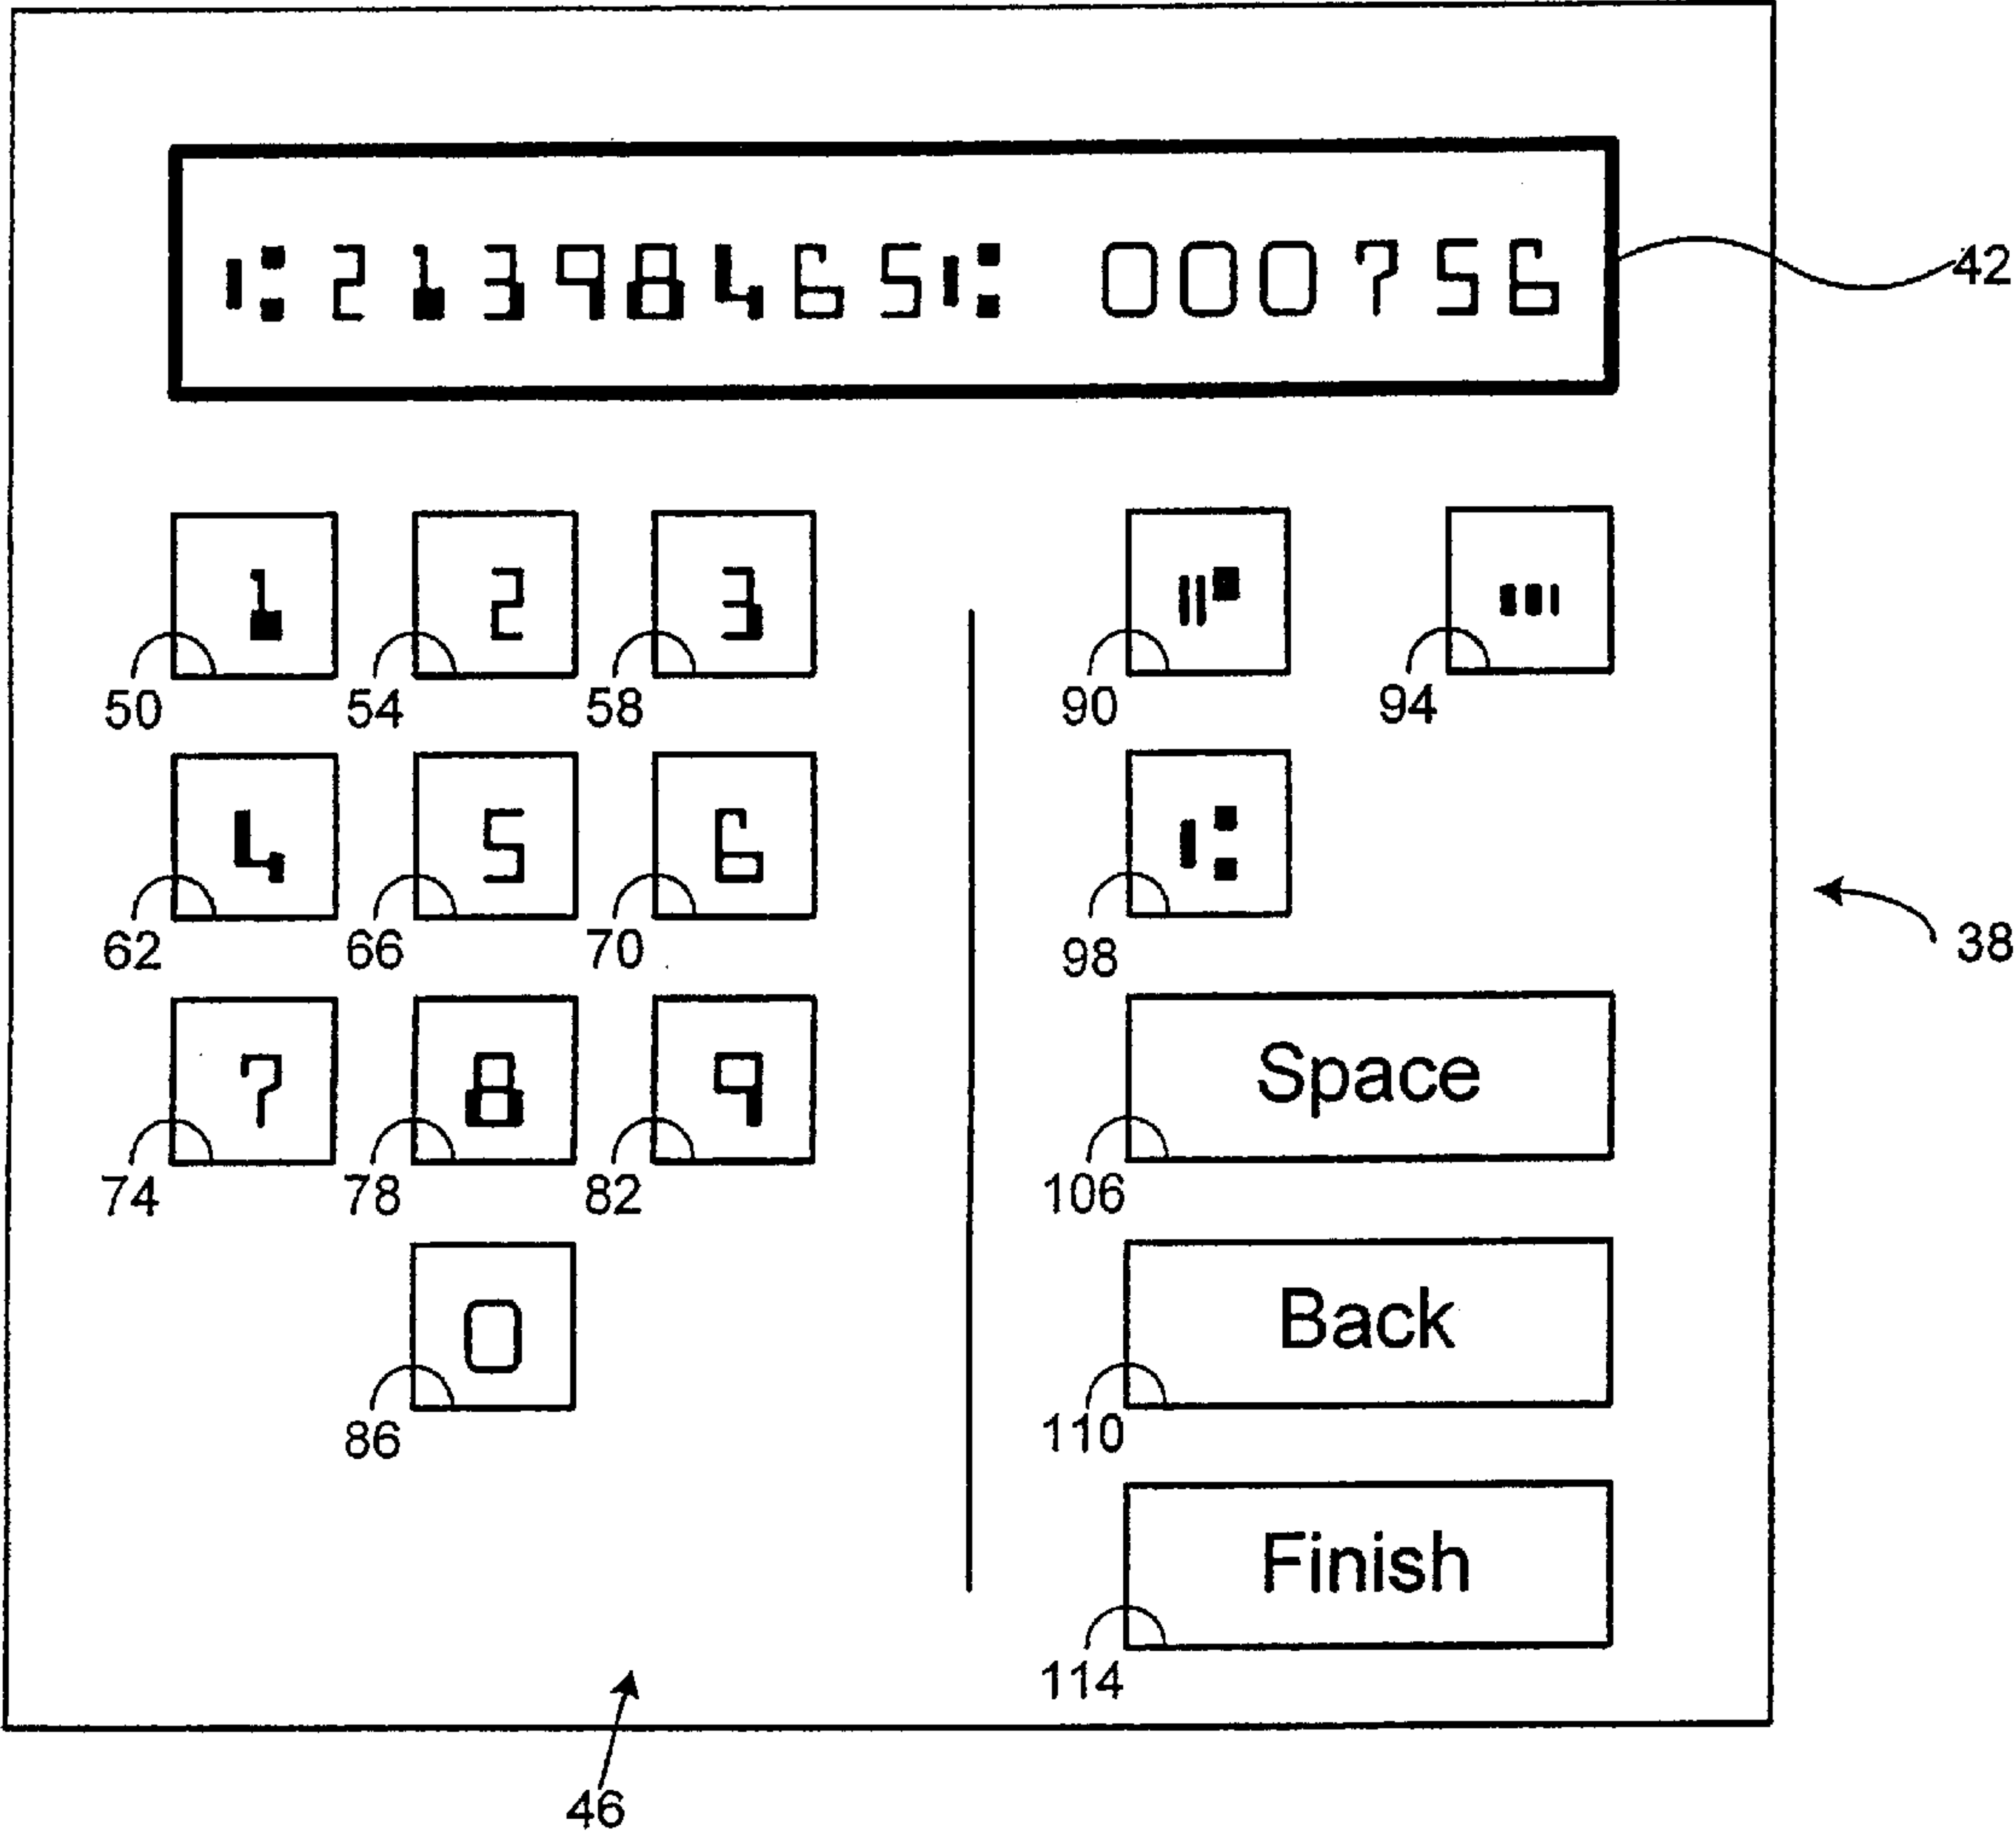 ⑆21398465⑆ 000756
42
1 2 3 ⑈ ⑉
50 54 58 90 94
4 5 6 ⑆
62 66 70 98
38
7 8 9 Space
74 78 82 106
0 Back
86 110
Finish
114
46